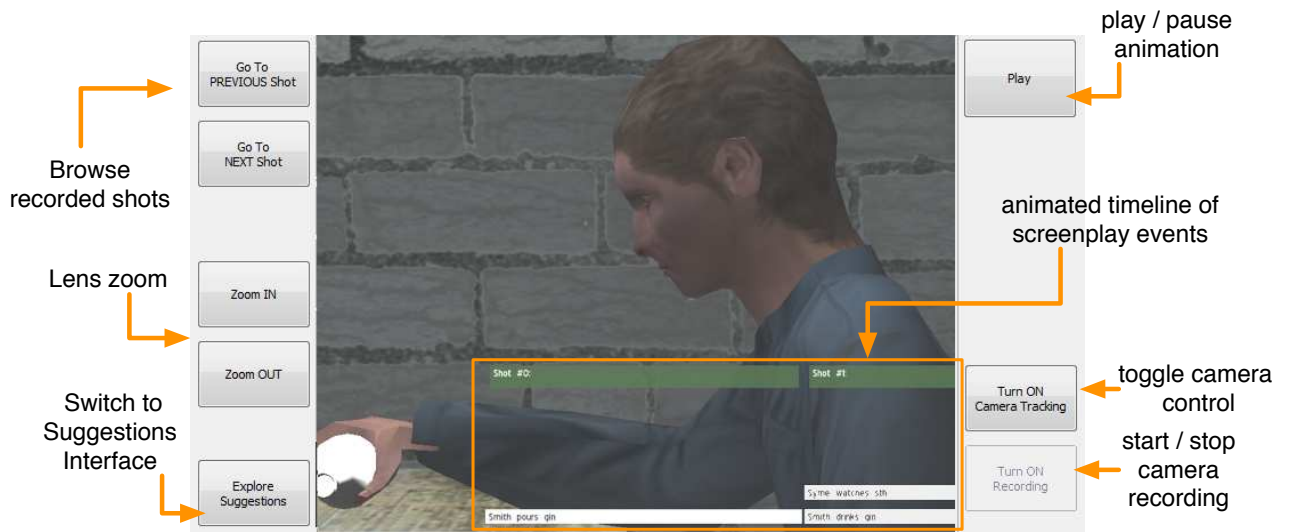 play / pause
animation
Go To
PREVIOUS Shot
Play
Go To
NEXT Shot
Browse
recorded shots
animated timeline of
screenplay events
Lens zoom
Zoom IN
Zoom OUT
Shot #0:
Shot #1
Turn ON
Camera Tracking
toggle camera
control
Switch to
Suggestions
Interface
start / stop
camera
recording
Turn ON
Recording
Explore
Suggestions
Syme watches sth
Smith pours gin
Smith drinks gin